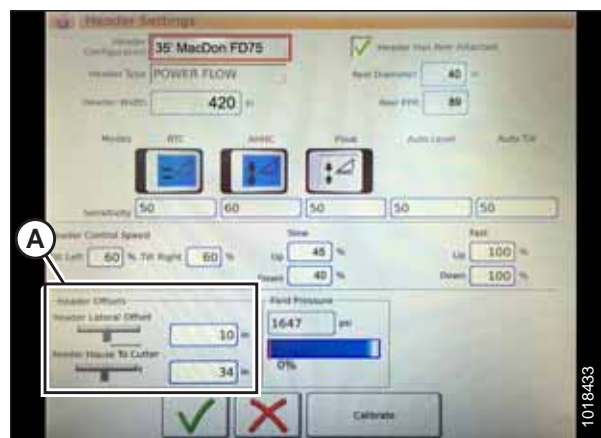 Header Settings
Header Configuration 35' MacDon FD75 Header Has Reel Attached
Header Type POWER FLOW Reel Diameter 40 in
Header Width 420 in Reel PPR 89
Modes RTC AHHC Float Auto Level Auto Tilt
Sensitivity 50 60 50 50 50
A
Header Control Speed Slow Fast
Tilt Left 60 % Tilt Right 60 % Up 45 % Up 100 %
Down 40 % Down 100 %
Header Offsets Field Pressure
Header Lateral Offset 1647 psi
10 in
Feeder House To Cutter 0%
34 in
Calibrate
1018433